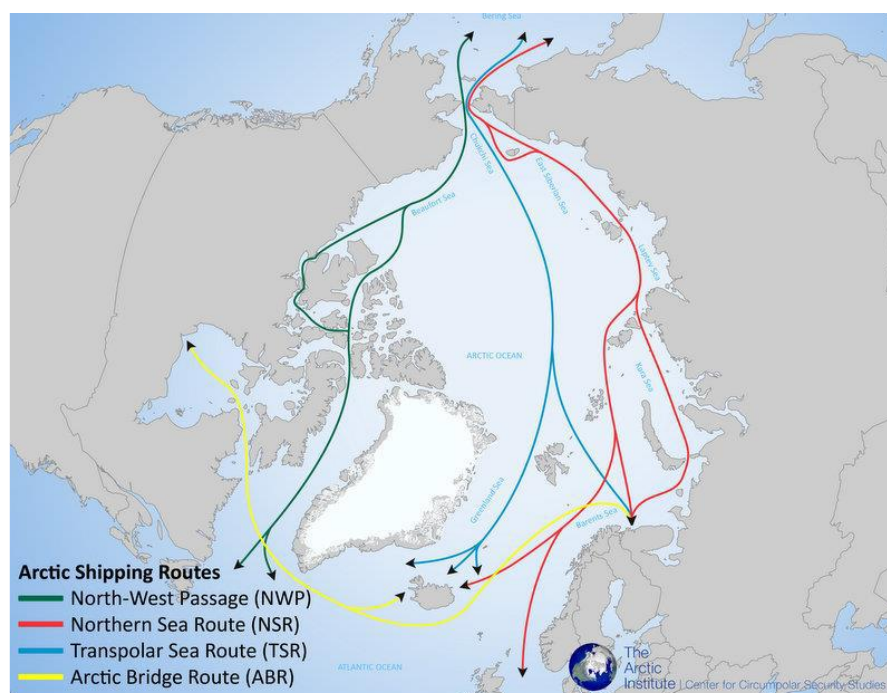 Bering Sea
Chukchi Sea
East Siberian Sea
Beaufort Sea
Laptev Sea
ARCTIC OCEAN
Kara Sea
Greenland Sea
Barents Sea
Arctic Shipping Routes
North-West Passage (NWP)
Northern Sea Route (NSR)
Transpolar Sea Route (TSR)
Arctic Bridge Route (ABR)
ATLANTIC OCEAN
The
Arctic
Institute | Center for Circumpolar Security Studies